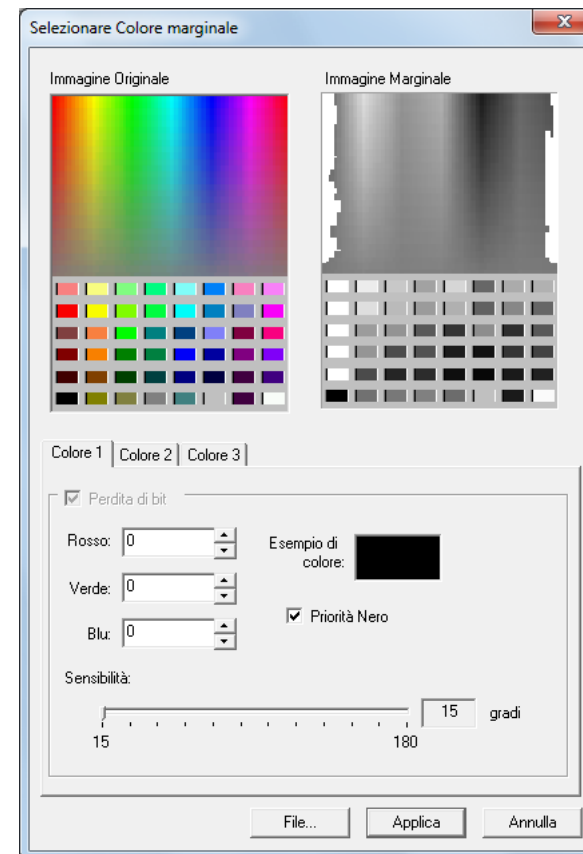 Selezionare Colore marginale
Immagine Originale
Immagine Marginale
Colore 1
Colore 2
Colore 3
Perdita di bit
Rosso: 0
Esempio di colore:
Verde: 0
Priorità Nero
Blu: 0
Sensibilità:
15 gradi
15
180
File...
Applica
Annulla